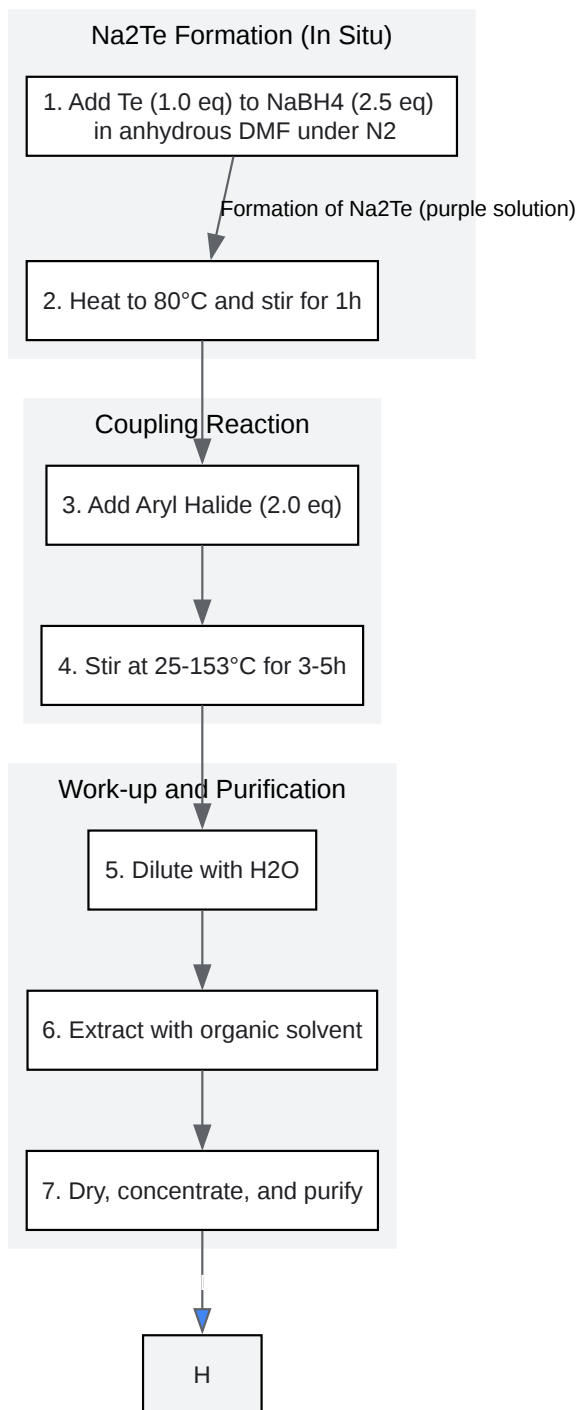 Na2Te Formation (In Situ)
1. Add Te (1.0 eq) to NaBH4 (2.5 eq)
in anhydrous DMF under N2
Formation of Na2Te (purple solution)
2. Heat to 80°C and stir for 1h
Coupling Reaction
3. Add Aryl Halide (2.0 eq)
4. Stir at 25-153°C for 3-5h
Work-up and Purification
5. Dilute with H2O
6. Extract with organic solvent
7. Dry, concentrate, and purify
H